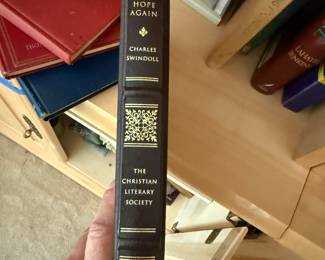 HOPE
AGAIN
CHARLES
SWINDOLL
THE
CHRISTIAN
LITERARY
SOCIETY